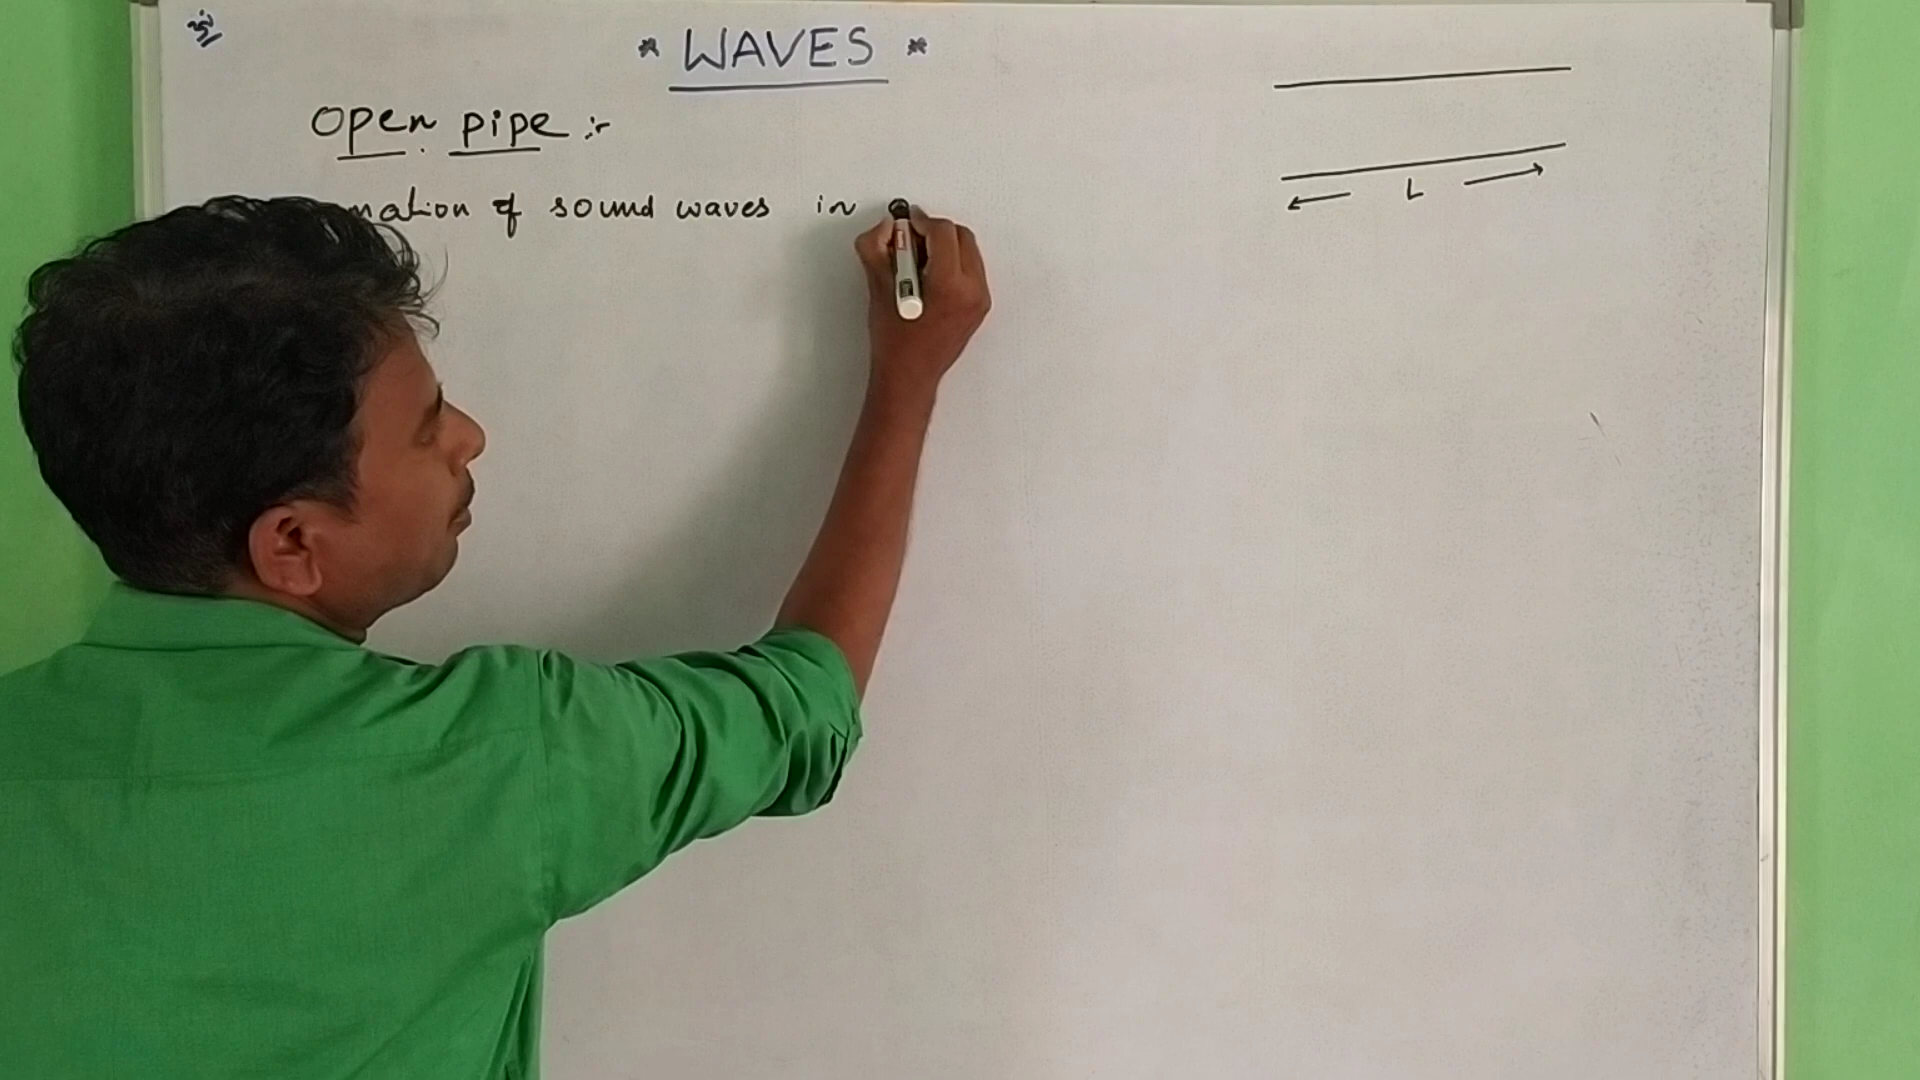 * WAVES *
Open pipe :-
mation of sound waves in
L